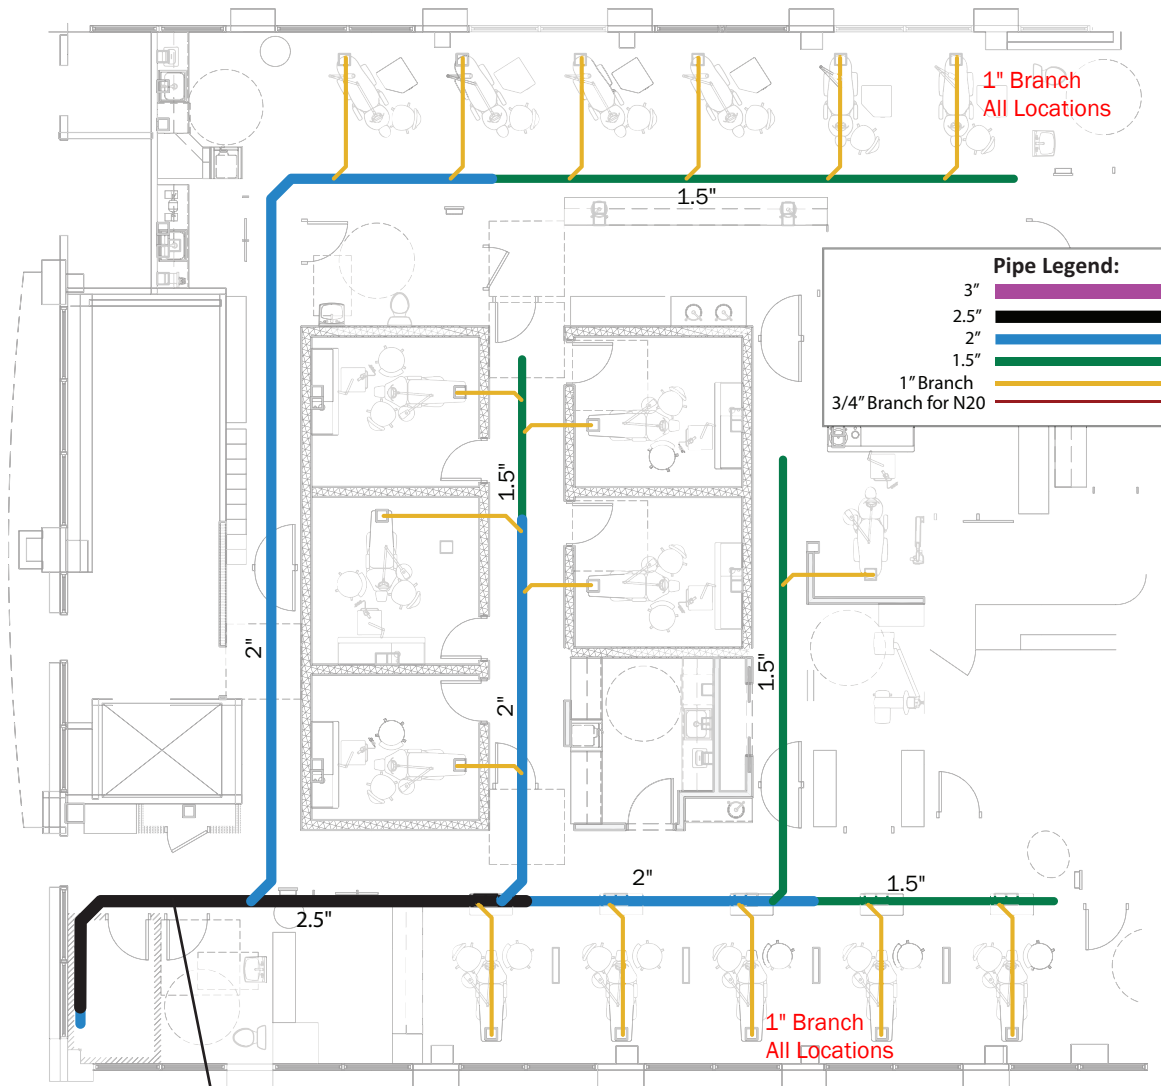 1" Branch
All Locations
1.5"
Pipe Legend:
3"
2.5"
2"
1.5"
1" Branch
3/4" Branch for N20
1.5"
2"
1.5"
2"
2"
1.5"
2.5"
1" Branch
All Locations